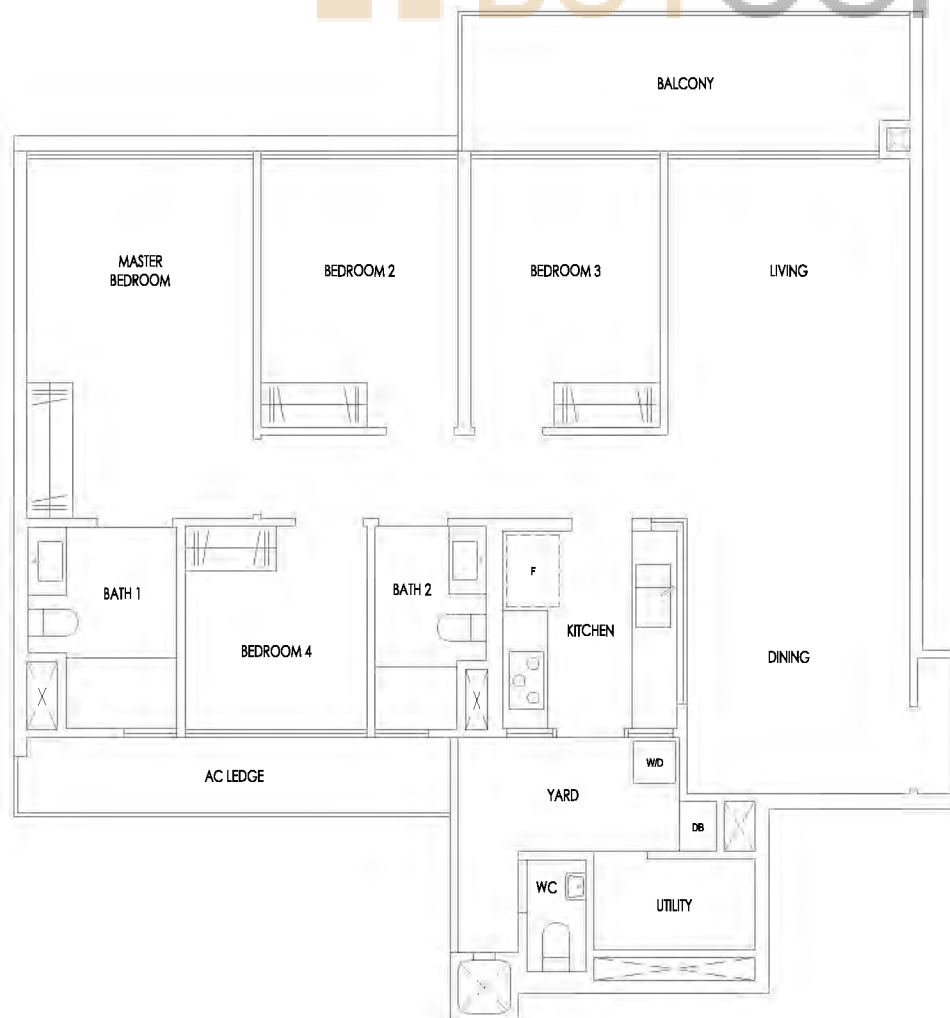 BALCONY
MASTER
BEDROOM
BEDROOM 2
BEDROOM 3
LIVING
F
BATH 1
BATH 2
KITCHEN
BEDROOM 4
DINING
W/D
AC LEDGE
YARD
DB
WC
UTILITY